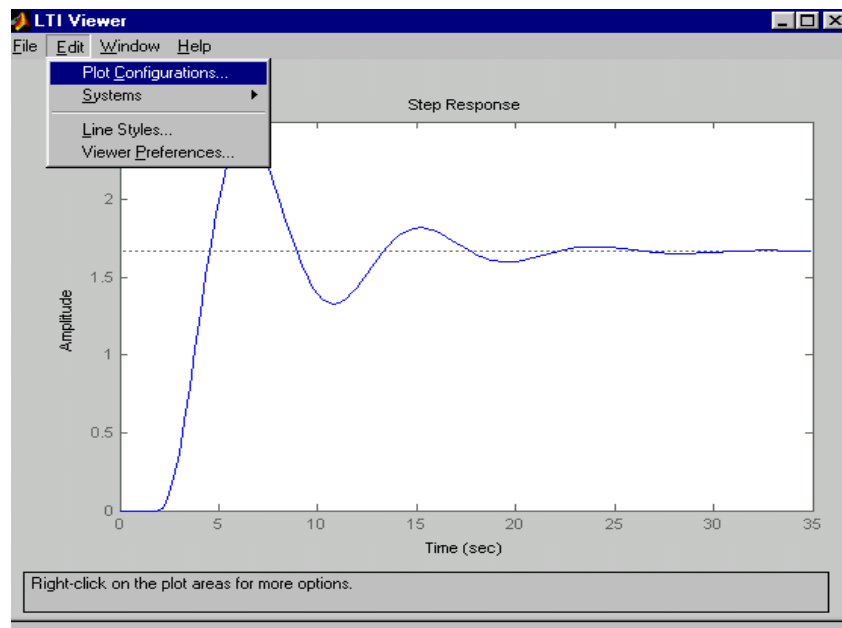 LTI Viewer
File Edit Window Help
Plot Configurations...
Systems
Line Styles...
Viewer Preferences...
Step Response
2
1.5
1
0.5
0
Amplitude
0 5 10 15 20 25 30 35
Time (sec)
Right-click on the plot areas for more options.